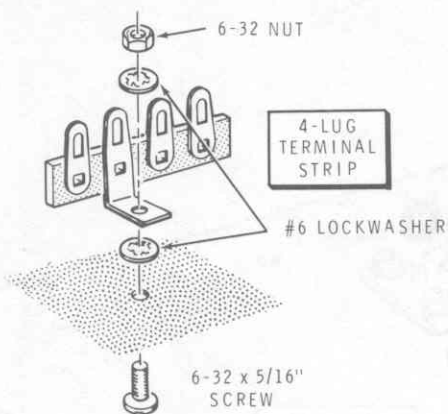 6-32 NUT
4-LUG
TERMINAL
STRIP
#6 LOCKWASHER
6-32 x 5/16"
SCREW